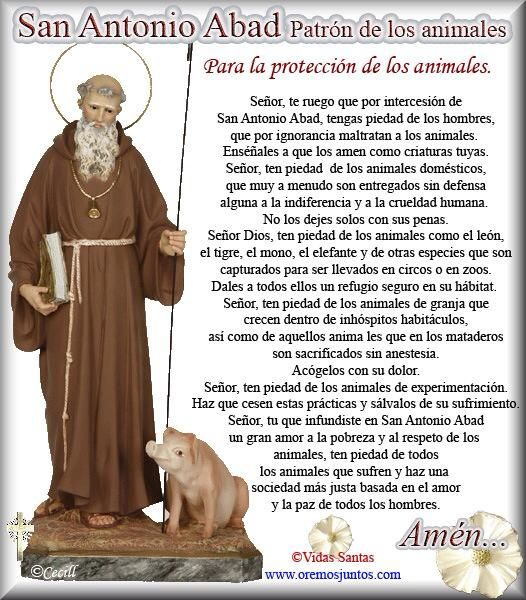 San Antonio Abad Patrón de los animales
Para la protección de los animales.
Señor, te ruego que por intercesión de
San Antonio Abad, tengas piedad de los hombres,
que por ignorancia maltratan a los animales.
Enséñales a que los amen como criaturas tuyas.
Señor, ten piedad de los animales domésticos,
que muy a menudo son entregados sin defensa
alguna a la indiferencia y a la crueldad humana.
No los dejes solos con sus penas.
Señor Dios, ten piedad de los animales como el león,
el tigre, el mono, el elefante y de otras especies que son
capturados para ser llevados en circos o en zoos.
Dales a todos ellos un refugio seguro en su hábitat.
Señor, ten piedad de los animales de granja que
crecen dentro de inhóspitos habitáculos,
así como de aquellos anima les que en los mataderos
son sacrificados sin anestesia.
Acógelos con su dolor.
Señor, ten piedad de los animales de experimentación.
Haz que cesen estas prácticas y sálvalos de su sufrimiento.
Señor, tu que infundiste en San Antonio Abad
un gran amor a la pobreza y al respeto de los
animales, ten piedad de todos
los animales que sufren y haz una
sociedad más justa basada en el amor
y la paz de todos los hombres.
Amén...
©Vidas Santas
www.oremosjuntos.com
©Cecill